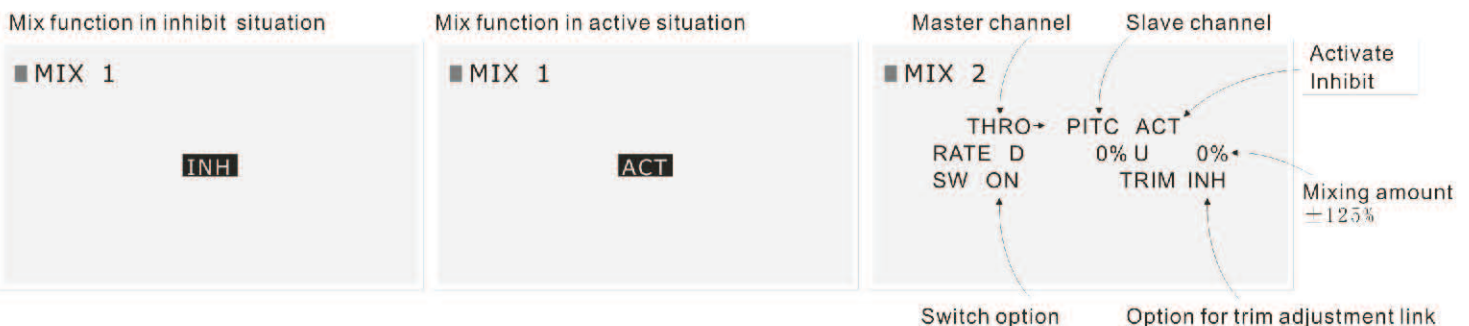 Mix function in inhibit situation
■MIX 1
INH
Mix function in active situation
■MIX 1
ACT
Master channel
Slave channel
Activate
Inhibit
■MIX 2
THRO→ PITC ACT
RATE D 0% U 0%
SW ON TRIM INH
Mixing amount
±125%
Switch option
Option for trim adjustment link